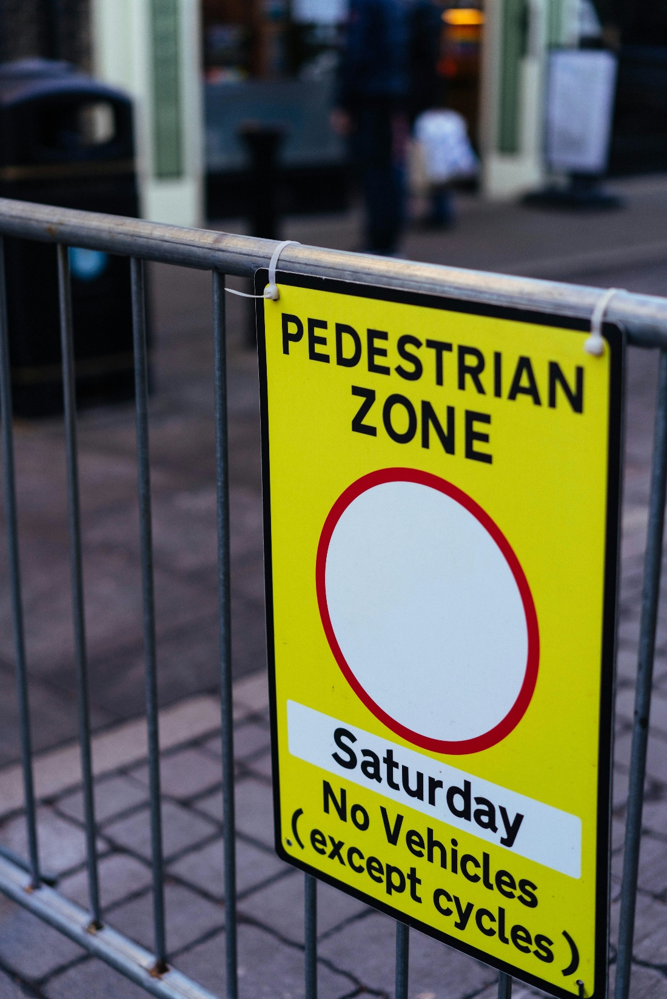 PEDESTRIAN
ZONE
Saturday
No Vehicles
(except cycles)